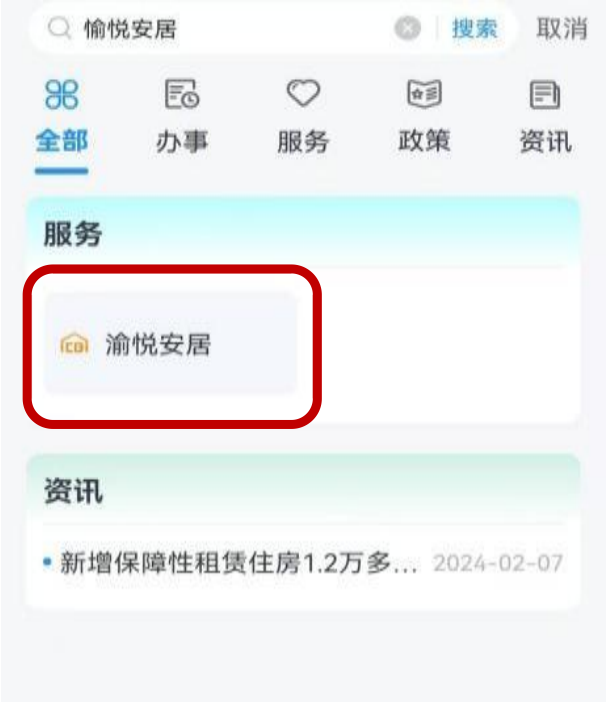 愉悦安居 搜索 取消
全部 办事 服务 政策 资讯
服务
渝悦安居
资讯
新增保障性租赁住房1.2万多... 2024-02-07